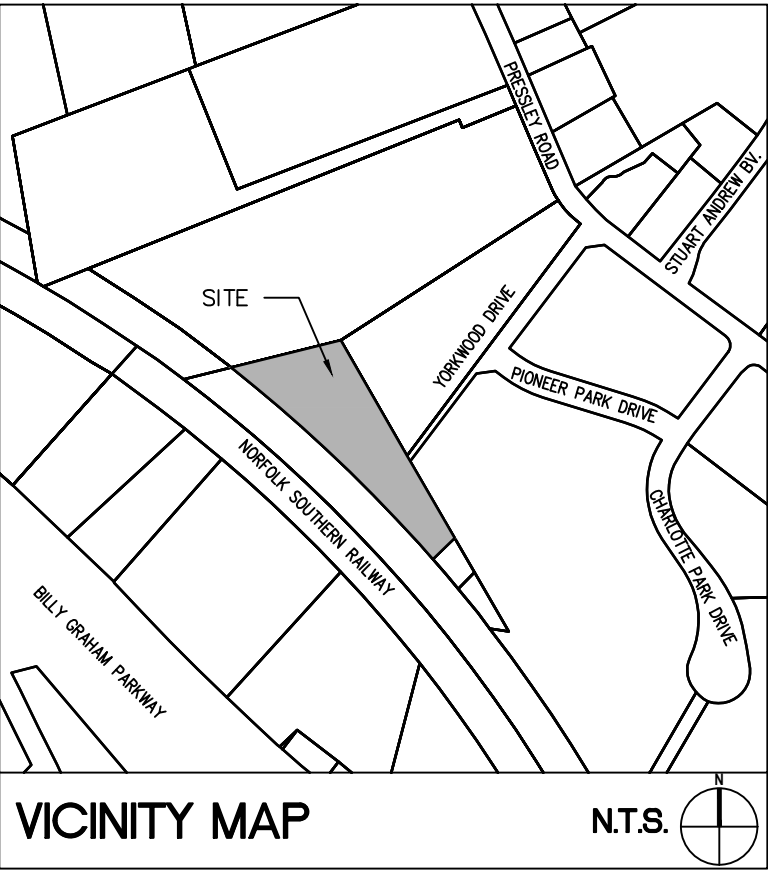 PRESSLEY ROAD
STUART ANDREW BV.
SITE
YORKWOOD DRIVE
PIONEER PARK DRIVE
NORFOLK SOUTHERN RAILWAY
CHARLOTTE PARK DRIVE
BILLY GRAHAM PARKWAY
VICINITY MAP
N.T.S.
N